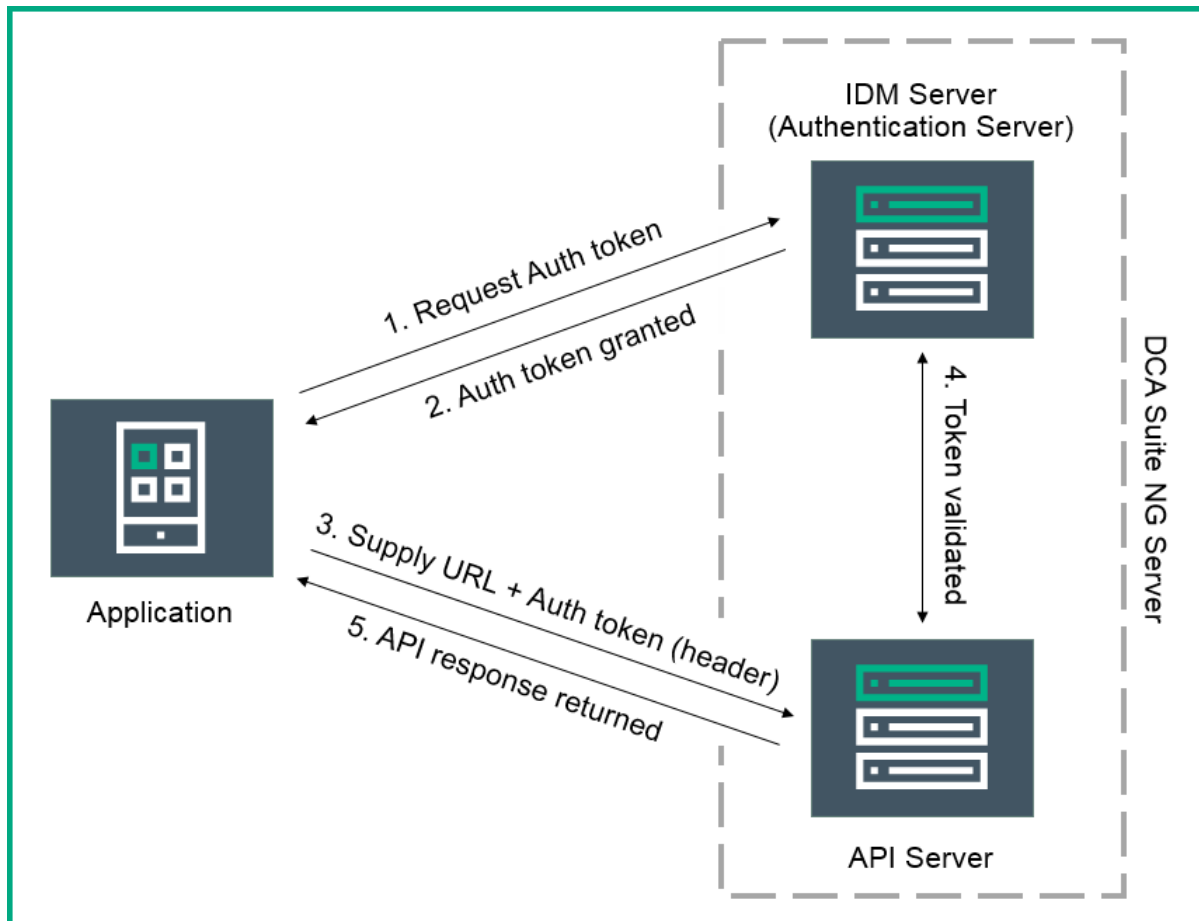 IDM Server
(Authentication Server)
1. Request Auth token
2. Auth token granted
DCA Suite NG Server
4. Token validated
3. Supply URL + Auth token (header)
Application
5. API response returned
API Server